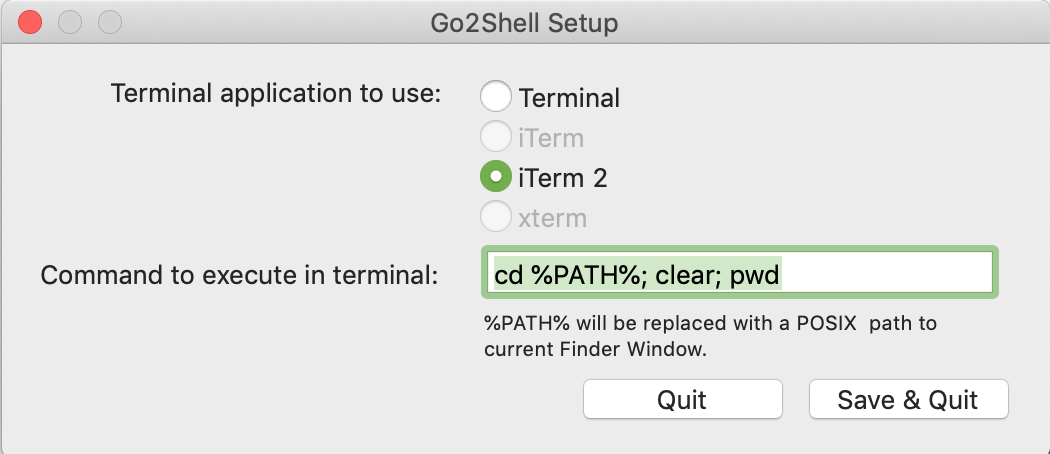 Go2Shell Setup
Terminal application to use:
Terminal
iTerm
iTerm 2
xterm
Command to execute in terminal:
cd %PATH%; clear; pwd
%PATH% will be replaced with a POSIX  path to
current Finder Window.
Quit
Save & Quit